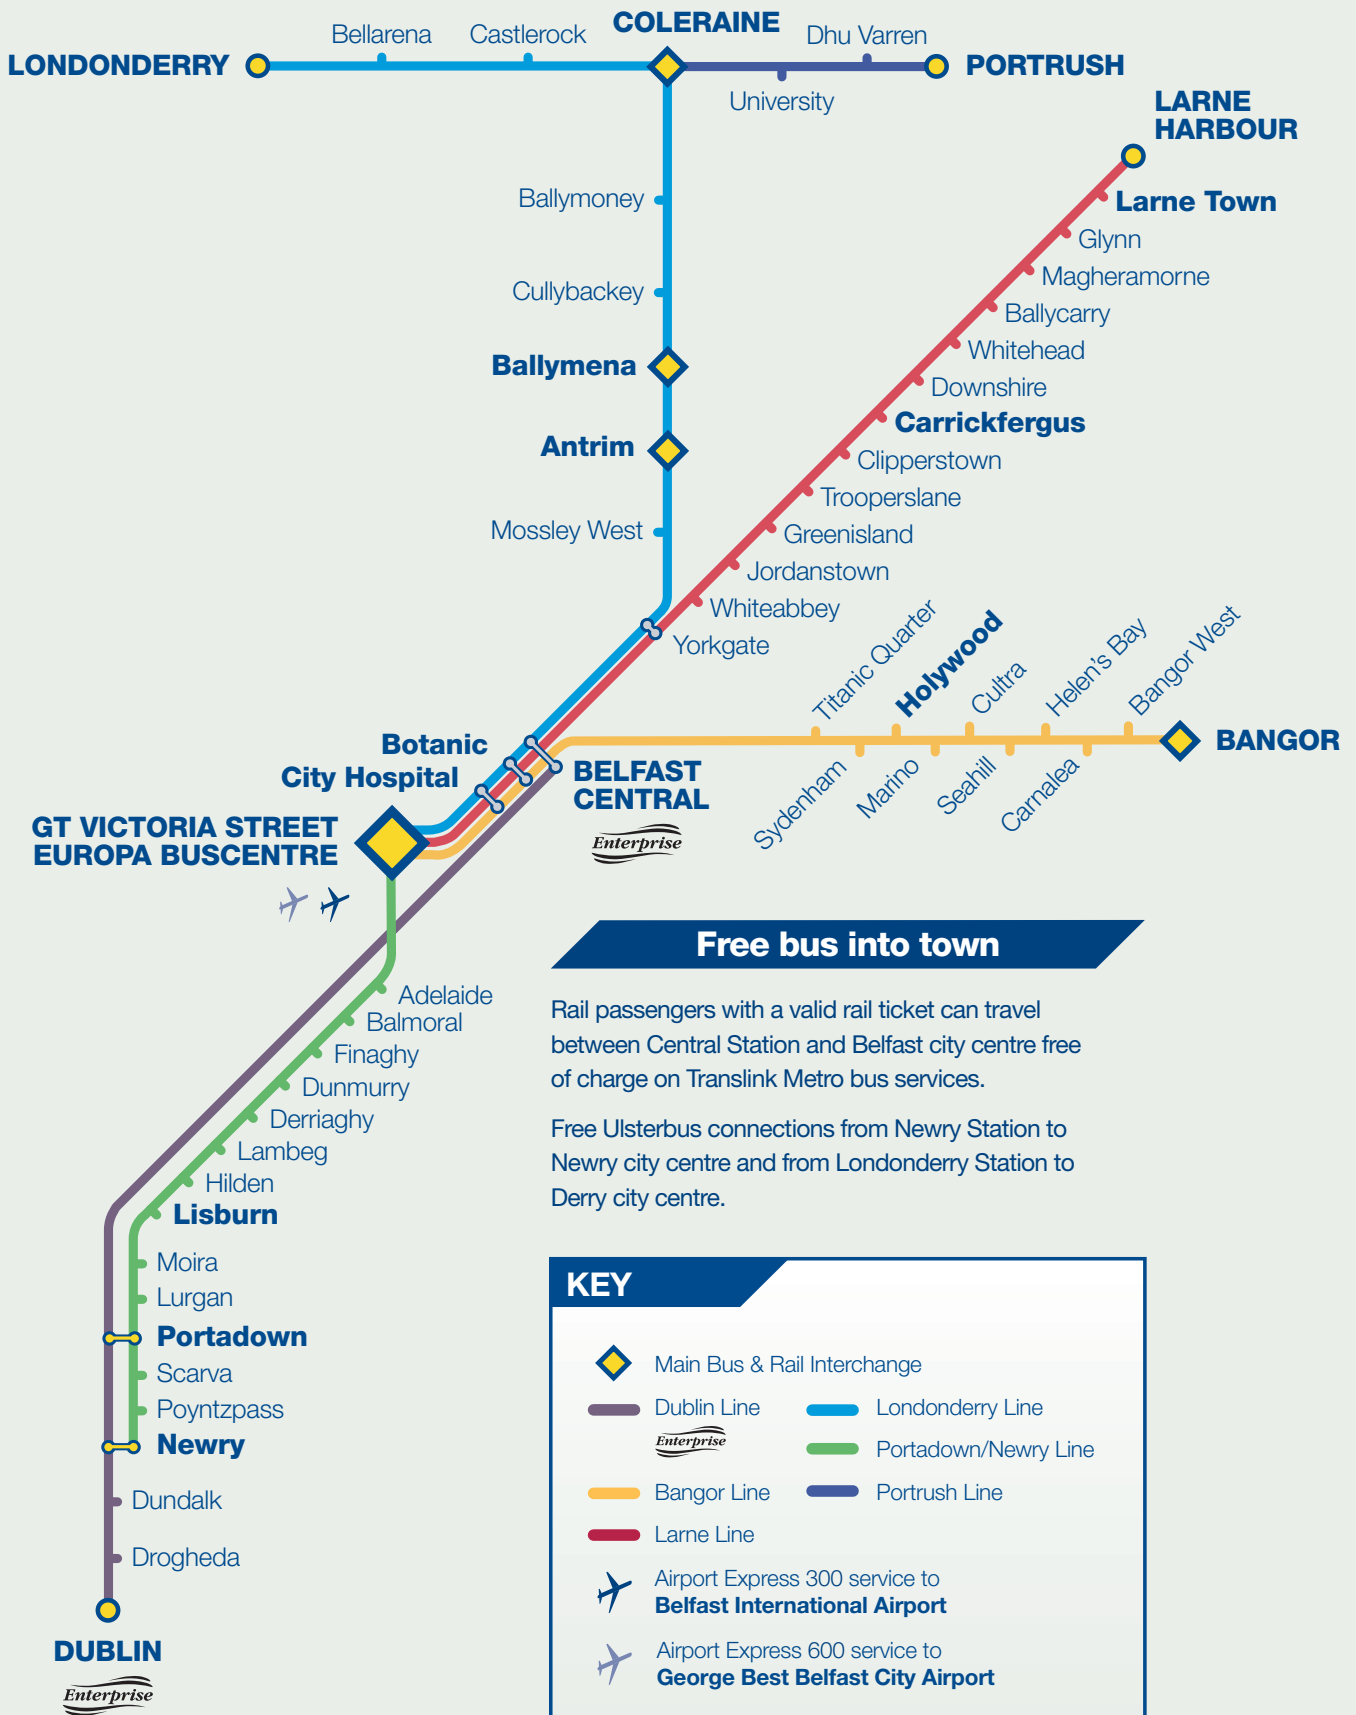 COLERAINE
Bellarena
Castlerock
Dhu Varren
LONDONDERRY
PORTRUSH
University
LARNE
HARBOUR
Larne Town
Ballymoney
Glynn
Magheramorne
Cullybackey
Ballycarry
Whitehead
Ballymena
Downshire
Carrickfergus
Antrim
Clipperstown
Trooperslane
Mossley West
Greenisland
Jordanstown
Whiteabbey
Yorkgate
Titanic Quarter
Holywood
Cultra
Helen's Bay
Bangor West
BANGOR
Sydenham
Marino
Seahill
Carnalea
Botanic
City Hospital
BELFAST
CENTRAL
Enterprise
GT VICTORIA STREET
EUROPA BUSCENTRE
Adelaide
Balmoral
Finaghy
Dunmurry
Derriaghy
Lambeg
Hilden
Lisburn
Moira
Lurgan
Portadown
Scarva
Poyntzpass
Newry
Dundalk
Drogheda
DUBLIN
Enterprise
Free bus into town
Rail passengers with a valid rail ticket can travel
between Central Station and Belfast city centre free
of charge on Translink Metro bus services.
Free Ulsterbus connections from Newry Station to
Newry city centre and from Londonderry Station to
Derry city centre.
KEY
Main Bus & Rail Interchange
Dublin Line
Enterprise
Londonderry Line
Portadown/Newry Line
Bangor Line
Portrush Line
Larne Line
Airport Express 300 service to
Belfast International Airport
Airport Express 600 service to
George Best Belfast City Airport